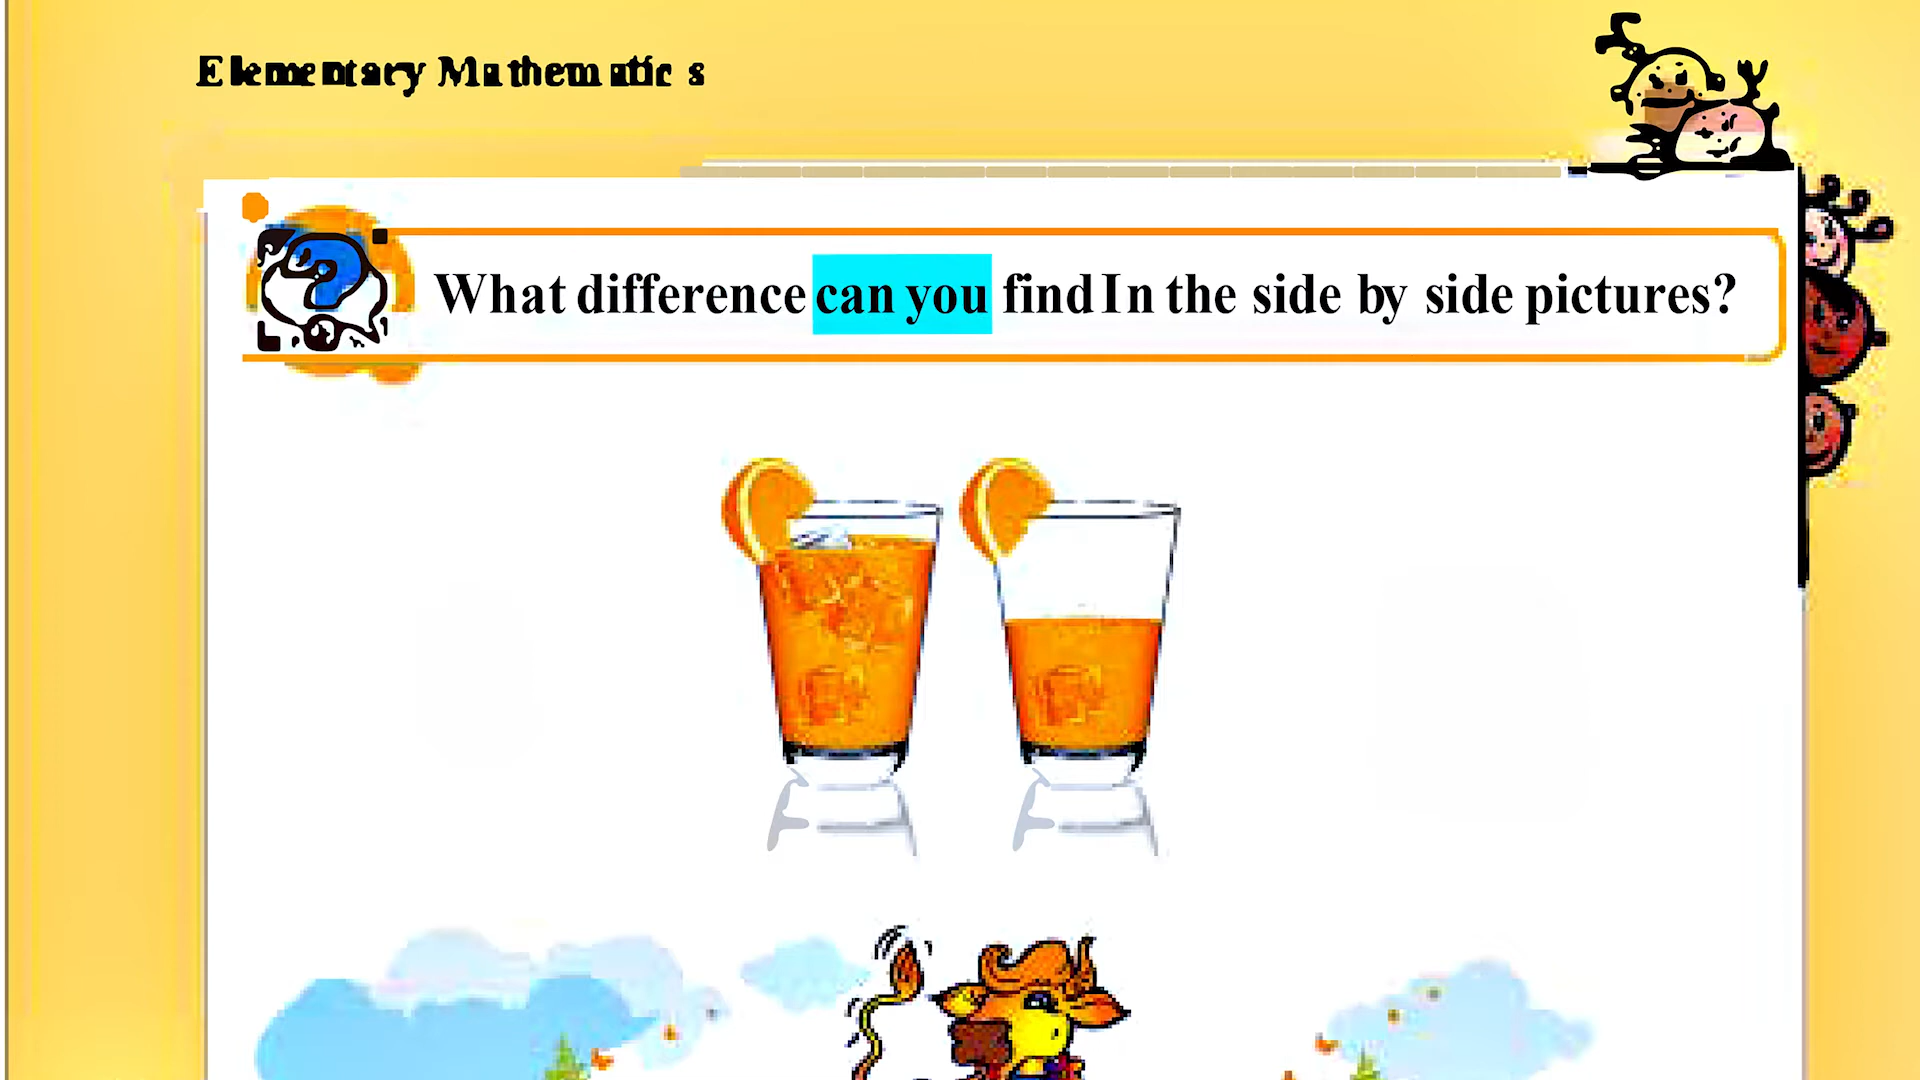 Elementary Mathematics
What difference can you find In the side by side pictures?